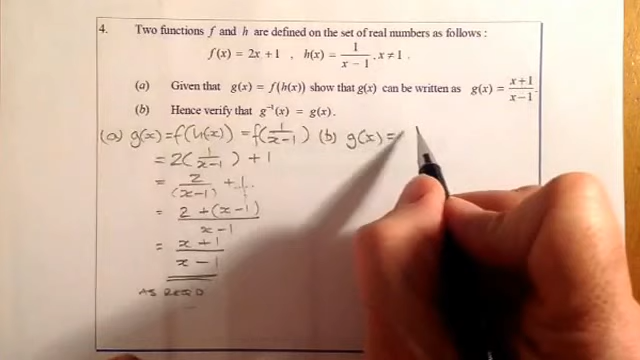 4. Two functions f and h are defined on the set of real numbers as follows :
f(x) = 2x + 1 , h(x) = 1/(x − 1), x ≠ 1 .
(a) Given that g(x) = f(h(x)) show that g(x) can be written as g(x) = (x+1)/(x−1).
(b) Hence verify that g⁻¹(x) = g(x).
(a) g(x) = f(h(x)) = f(1/(x−1))
= 2(1/(x−1)) + 1
= 2/(x−1) + 1
= (2 + (x−1))/(x−1)
= (x + 1)/(x − 1)
AS REQD
(b) g(x) =